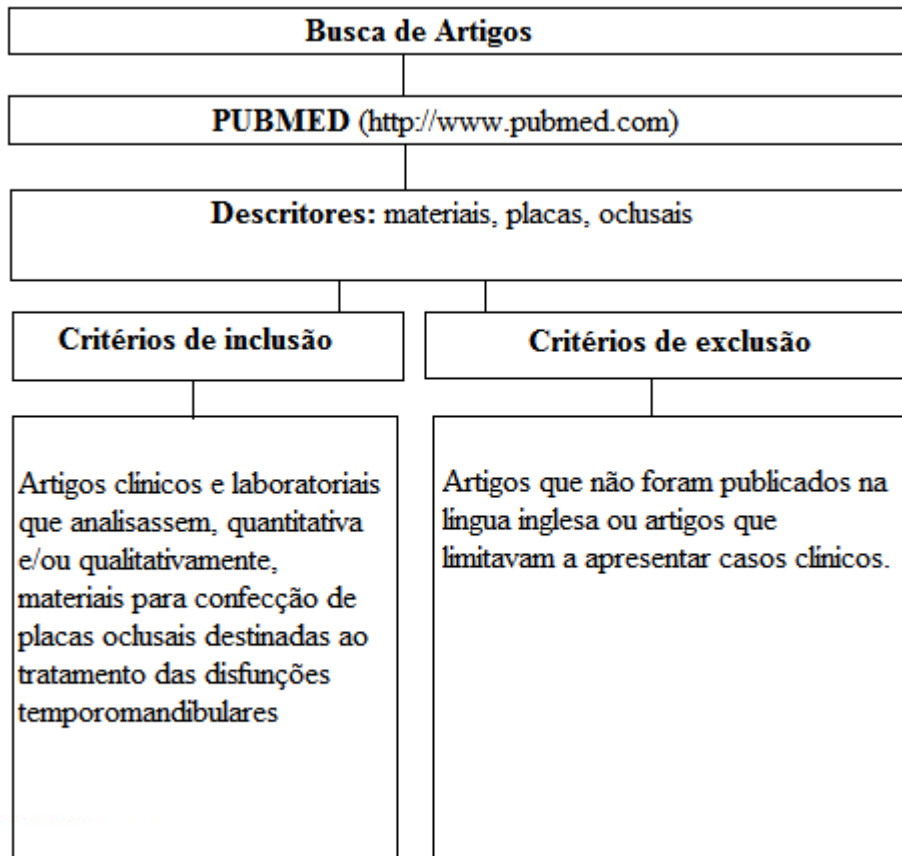 Busca de Artigos
PUBMED (http://www.pubmed.com)
Descritores: materiais, placas, oclusais
Critérios de inclusão
Critérios de exclusão
Artigos clínicos e laboratoriais
que analisassem, quantitativa
e/ou qualitativamente,
materiais para confecção de
placas oclusais destinadas ao
tratamento das disfunções
temporomandibulares
Artigos que não foram publicados na
língua inglesa ou artigos que
limitavam a apresentar casos clínicos.